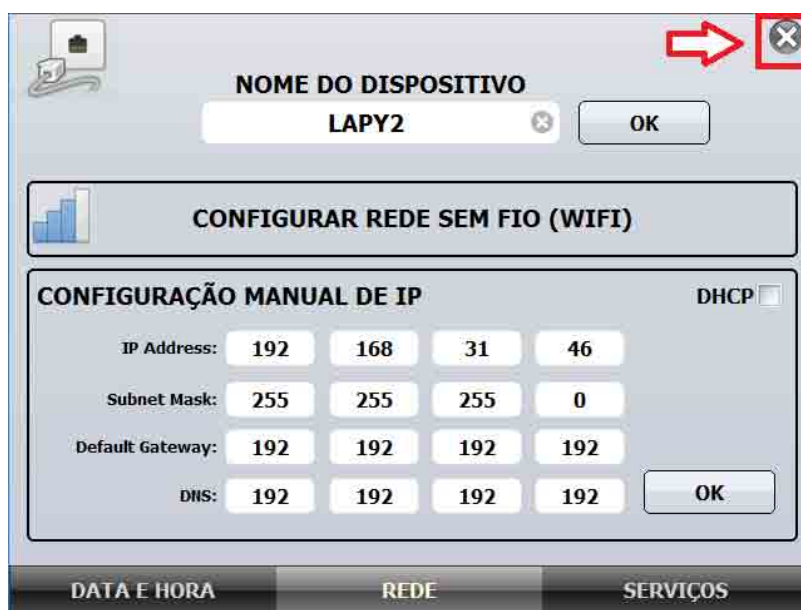 NOME DO DISPOSITIVO
LAPY2
OK
CONFIGURAR REDE SEM FIO (WIFI)
CONFIGURAÇÃO MANUAL DE IP DHCP
IP Address: 192 168 31 46
Subnet Mask: 255 255 255 0
Default Gateway: 192 192 192 192
DNS: 192 192 192 192 OK
DATA E HORA REDE SERVIÇOS